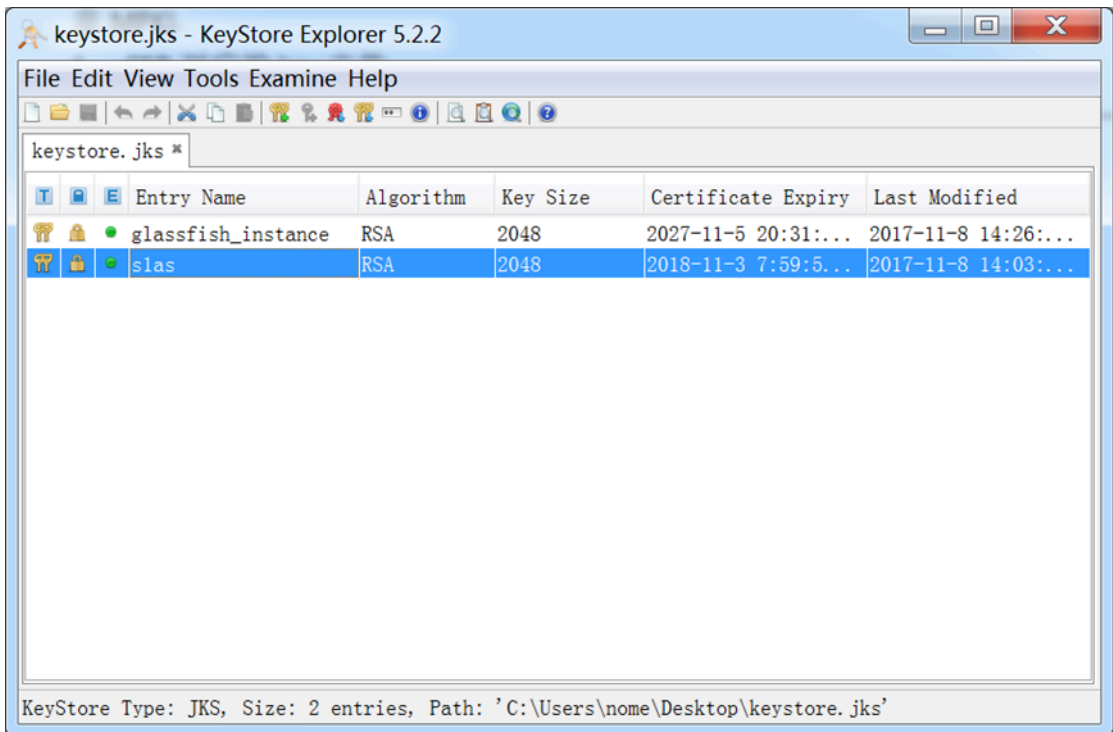 keystore.jks - KeyStore Explorer 5.2.2
File Edit View Tools Examine Help
keystore.jks
T E Entry Name Algorithm Key Size Certificate Expiry Last Modified
glassfish_instance RSA 2048 2027-11-5 20:31:... 2017-11-8 14:26:...
slas RSA 2048 2018-11-3 7:59:5... 2017-11-8 14:03:...
KeyStore Type: JKS, Size: 2 entries, Path: 'C:\Users\nome\Desktop\keystore.jks'